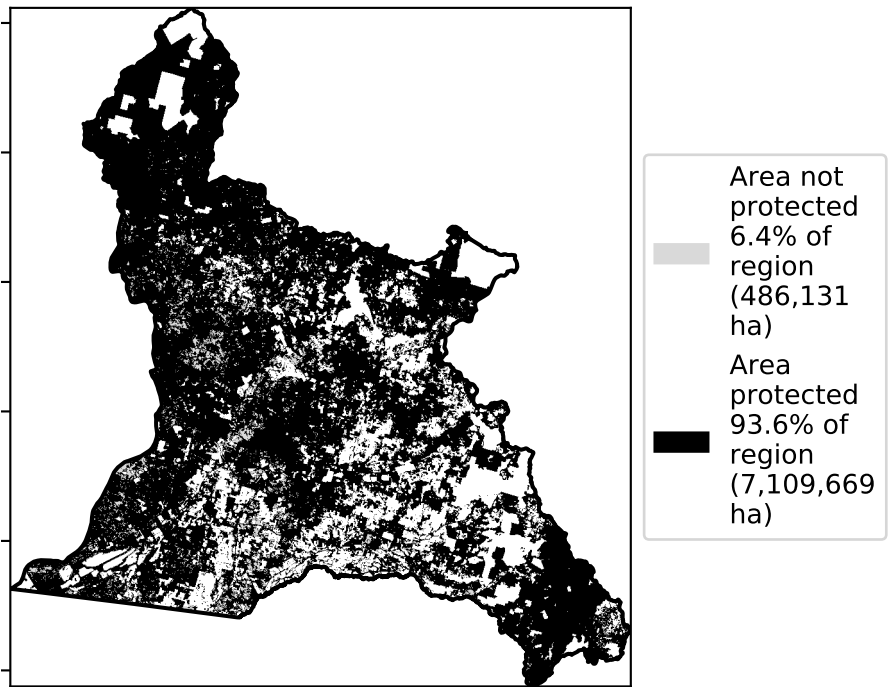 Area not
protected
6.4% of
region
(486,131
ha)
Area
protected
93.6% of
region
(7,109,669
ha)